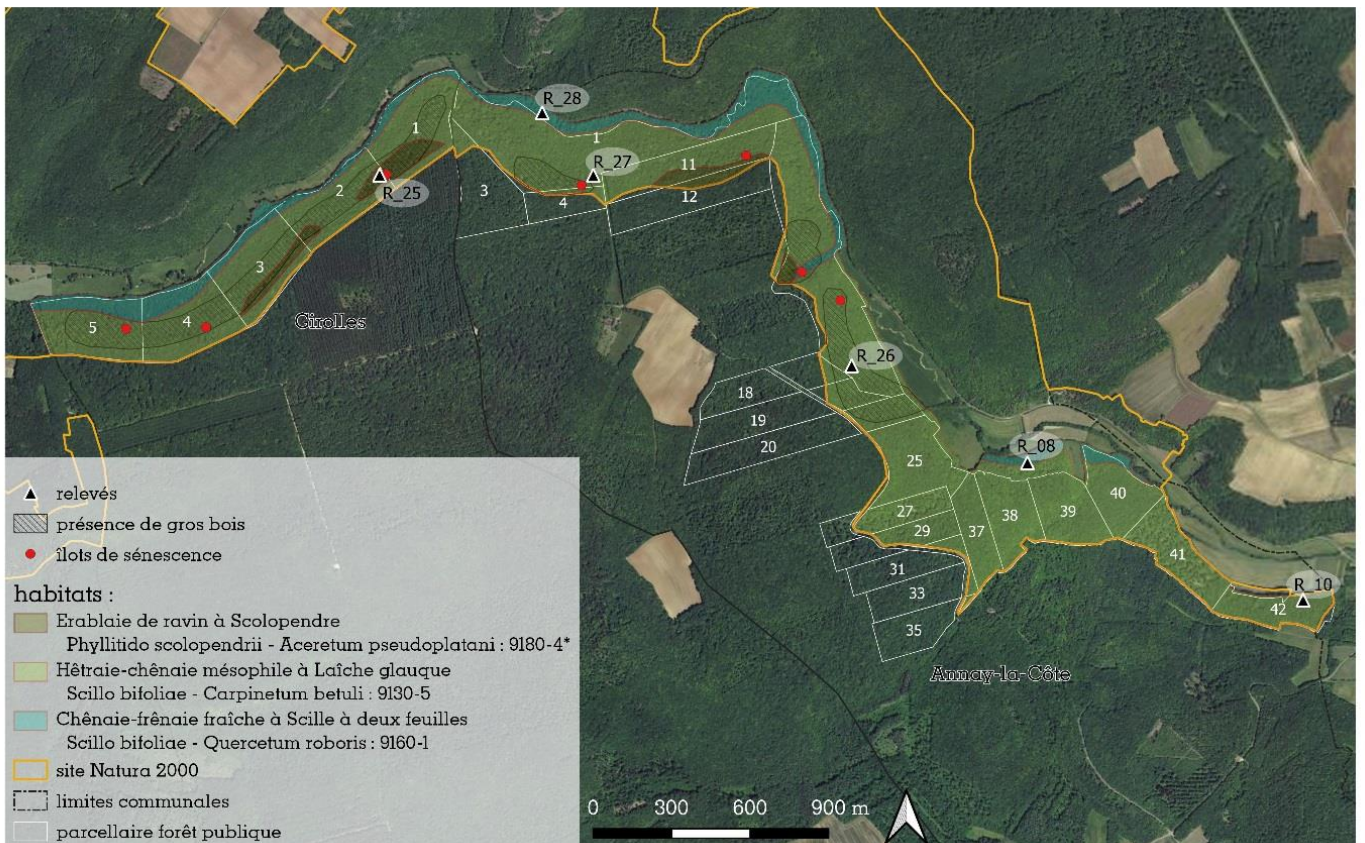 R_28
1
1
R_27
11
2
R_25
3
4
12
3
5
4
Girolles
R_26
18
19
20
R_08
25
27
29
37
38
39
40
31
33
35
41
42
R_10
Annay-la-Côte
relevés
présence de gros bois
îlots de sénescence
habitats :
Erablaie de ravin à Scolopendre
Phyllitido scolopendrii - Aceretum pseudoplatani : 9180-4*
Hêtraie-chênaie mésophile à Laîche glauque
Scillo bifoliae - Carpinetum betuli : 9130-5
Chênaie-frênaie fraîche à Scille à deux feuilles
Scillo bifoliae - Quercetum roboris : 9160-1
site Natura 2000
limites communales
parcellaire forêt publique
0 300 600 900 m